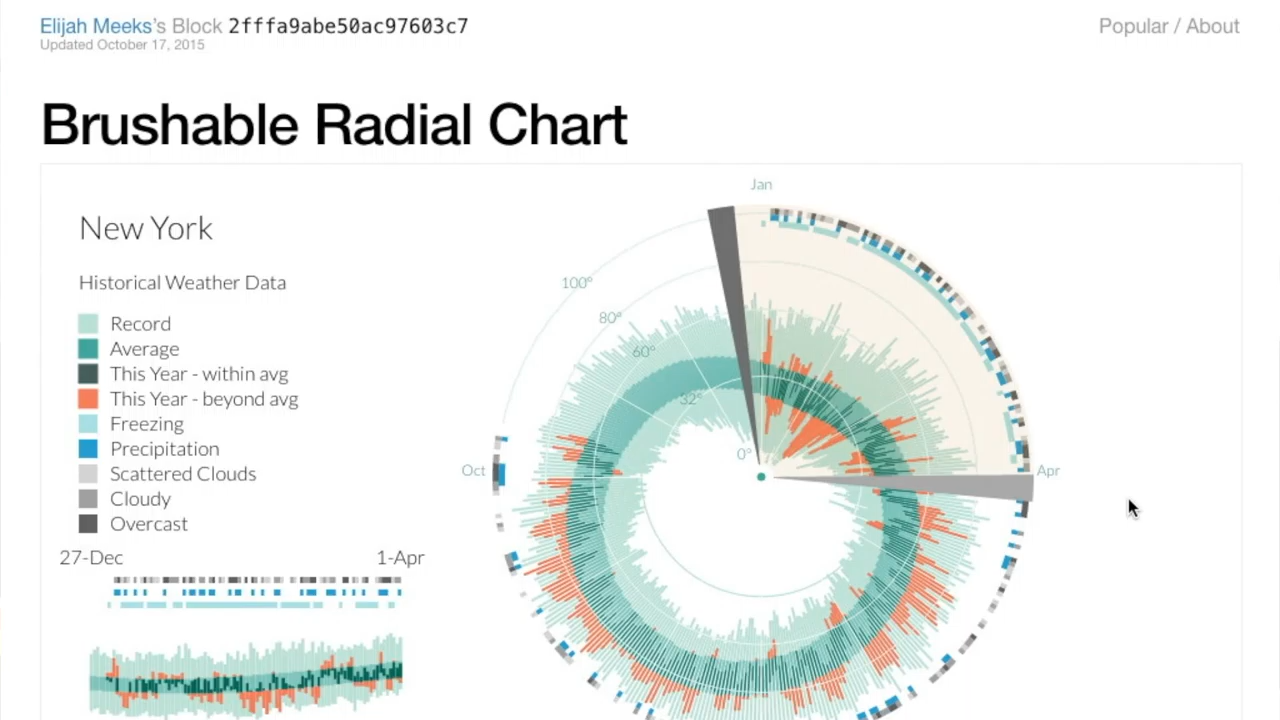 Elijah Meeks's Block 2fffa9abe50ac97603c7
Popular / About
Updated October 17, 2015
Brushable Radial Chart
New York
Historical Weather Data
Record
Average
This Year - within avg
This Year - beyond avg
Freezing
Precipitation
Scattered Clouds
Cloudy
Overcast
27-Dec
1-Apr
Jan
100°
80°
60°
32°
0°
Oct
Apr